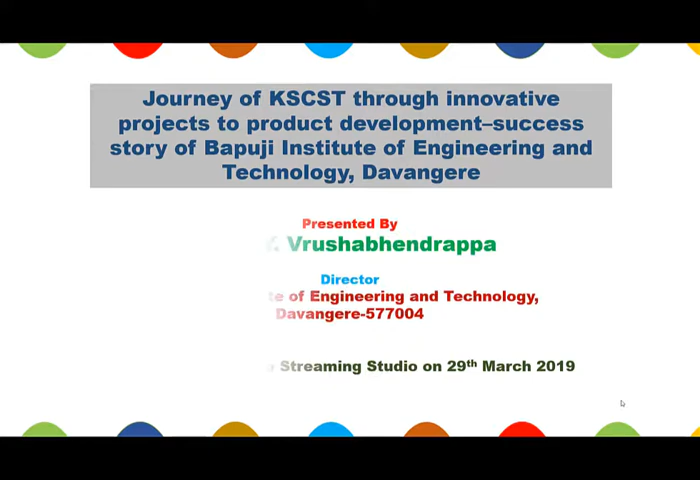 Journey of KSCST through innovative
projects to product development–success
story of Bapuji Institute of Engineering and
Technology, Davangere
Presented By
Vrushabhendrappa
Director
of Engineering and Technology,
Davangere-577004
Streaming Studio on 29th March 2019